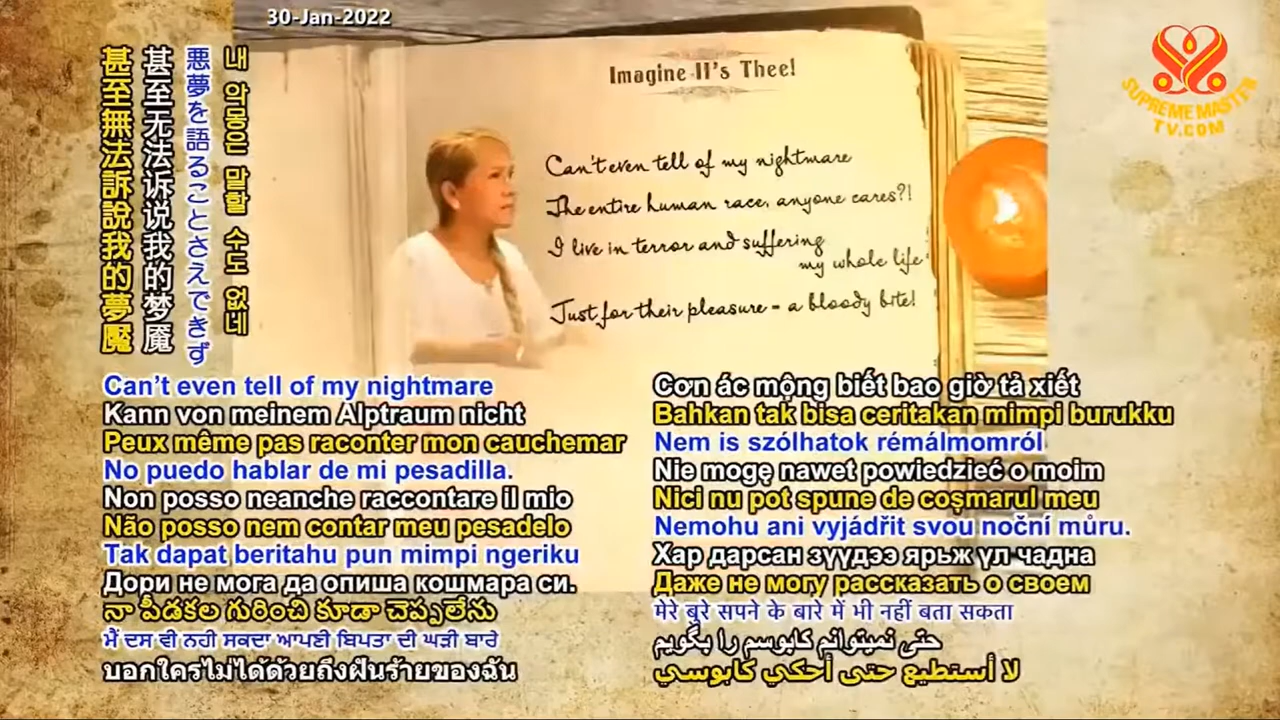 30-Jan-2022
SUPREME MASTER
TV.COM
Imagine It's Thee!
Can't even tell of my nightmare
The entire human race, anyone cares?!
I live in terror and suffering
my whole life
Just for their pleasure - a bloody bite!
내 악몽은 말할 수도 없네
悪夢を語ることさえできず
甚至无法诉说我的梦魇
甚至無法訴說我的夢魘
Can't even tell of my nightmare
Kann von meinem Alptraum nicht
Peux même pas raconter mon cauchemar
No puedo hablar de mi pesadilla.
Non posso neanche raccontare il mio
Não posso nem contar meu pesadelo
Tak dapat beritahu pun mimpi ngeriku
Дори не мога да опиша кошмара си.
నా పీడకల గురించి కూడా చెప్పలేను
ਮੈਂ ਦਸ ਵੀ ਨਹੀ ਸਕਦਾ ਆਪਣੀ ਬਿਪਤਾ ਦੀ ਘੜੀ ਬਾਰੇ
บอกใครไม่ได้ด้วยถึงฝันร้ายของฉัน
Cơn ác mộng biết bao giờ tả xiết
Bahkan tak bisa ceritakan mimpi burukku
Nem is szólhatok rémálmomról
Nie mogę nawet powiedzieć o moim
Nici nu pot spune de coșmarul meu
Nemohu ani vyjádřit svou noční můru.
Хар дарсан зүүдээ ярьж үл чадна
Даже не могу рассказать о своем
मेरे बुरे सपने के बारे में भी नहीं बता सकता
حتی نمیتوانم کابوسم را بگویم
لا أستطيع حتى أحكي كابوسي